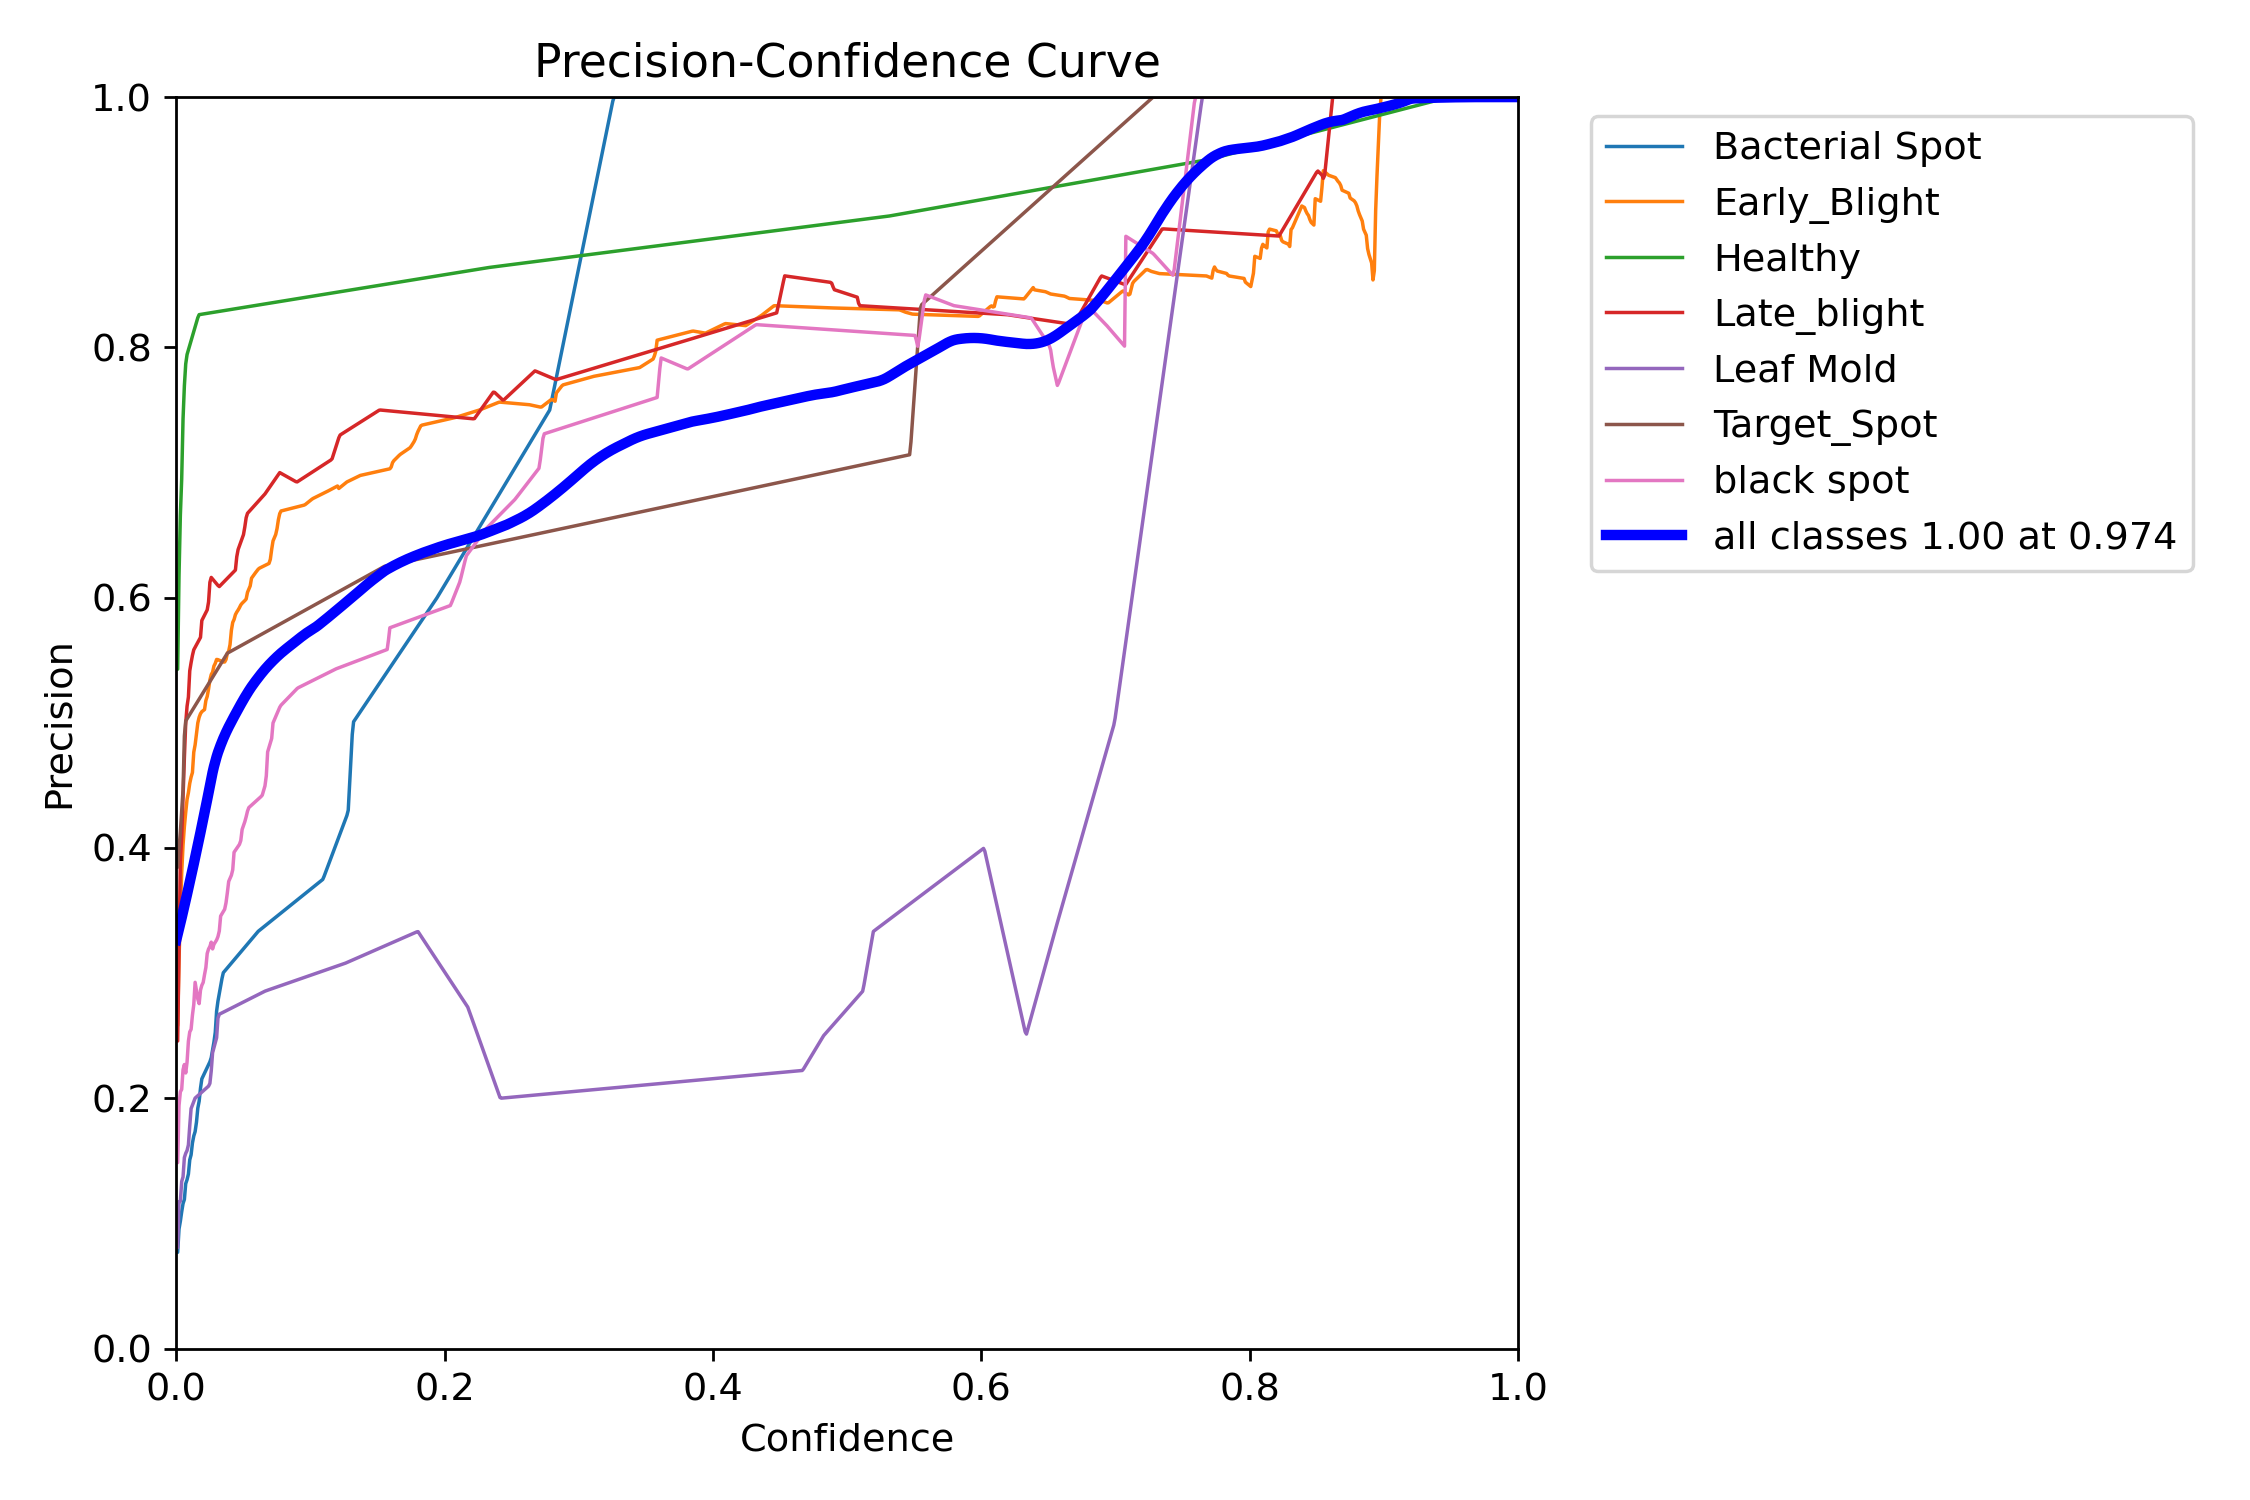 Precision-Confidence Curve
1.0
0.8
0.6
0.4
0.2
0.0
Precision
0.0 0.2 0.4 0.6 0.8 1.0
Confidence
Bacterial Spot
Early_Blight
Healthy
Late_blight
Leaf Mold
Target_Spot
black spot
all classes 1.00 at 0.974